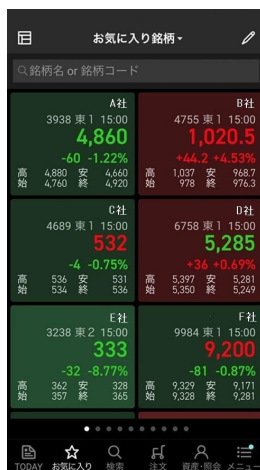 お気に入り銘柄
銘柄名 or 銘柄コード
A社
3938 東1 15:00
4,860
-60 -1.22%
高 4,880 安 4,660
始 4,760 終 4,920
B社
4755 東1 15:00
1,020.5
+44.2 +4.53%
高 1,037 安 968.7
始 978 終 976.3
C社
4689 東1 15:00
532
-4 -0.75%
高 536 安 531
始 534 終 536
D社
6758 東1 15:00
5,285
+36 +0.69%
高 5,397 安 5,281
始 5,350 終 5,249
E社
3238 東2 15:00
333
-32 -8.77%
高 362 安 328
始 357 終 365
F社
9984 東1 15:00
9,200
-81 -0.87%
高 9,329 安 9,171
始 9,328 終 9,281
TODAY お気に入り 検索 注文 資産・照会 メニュー